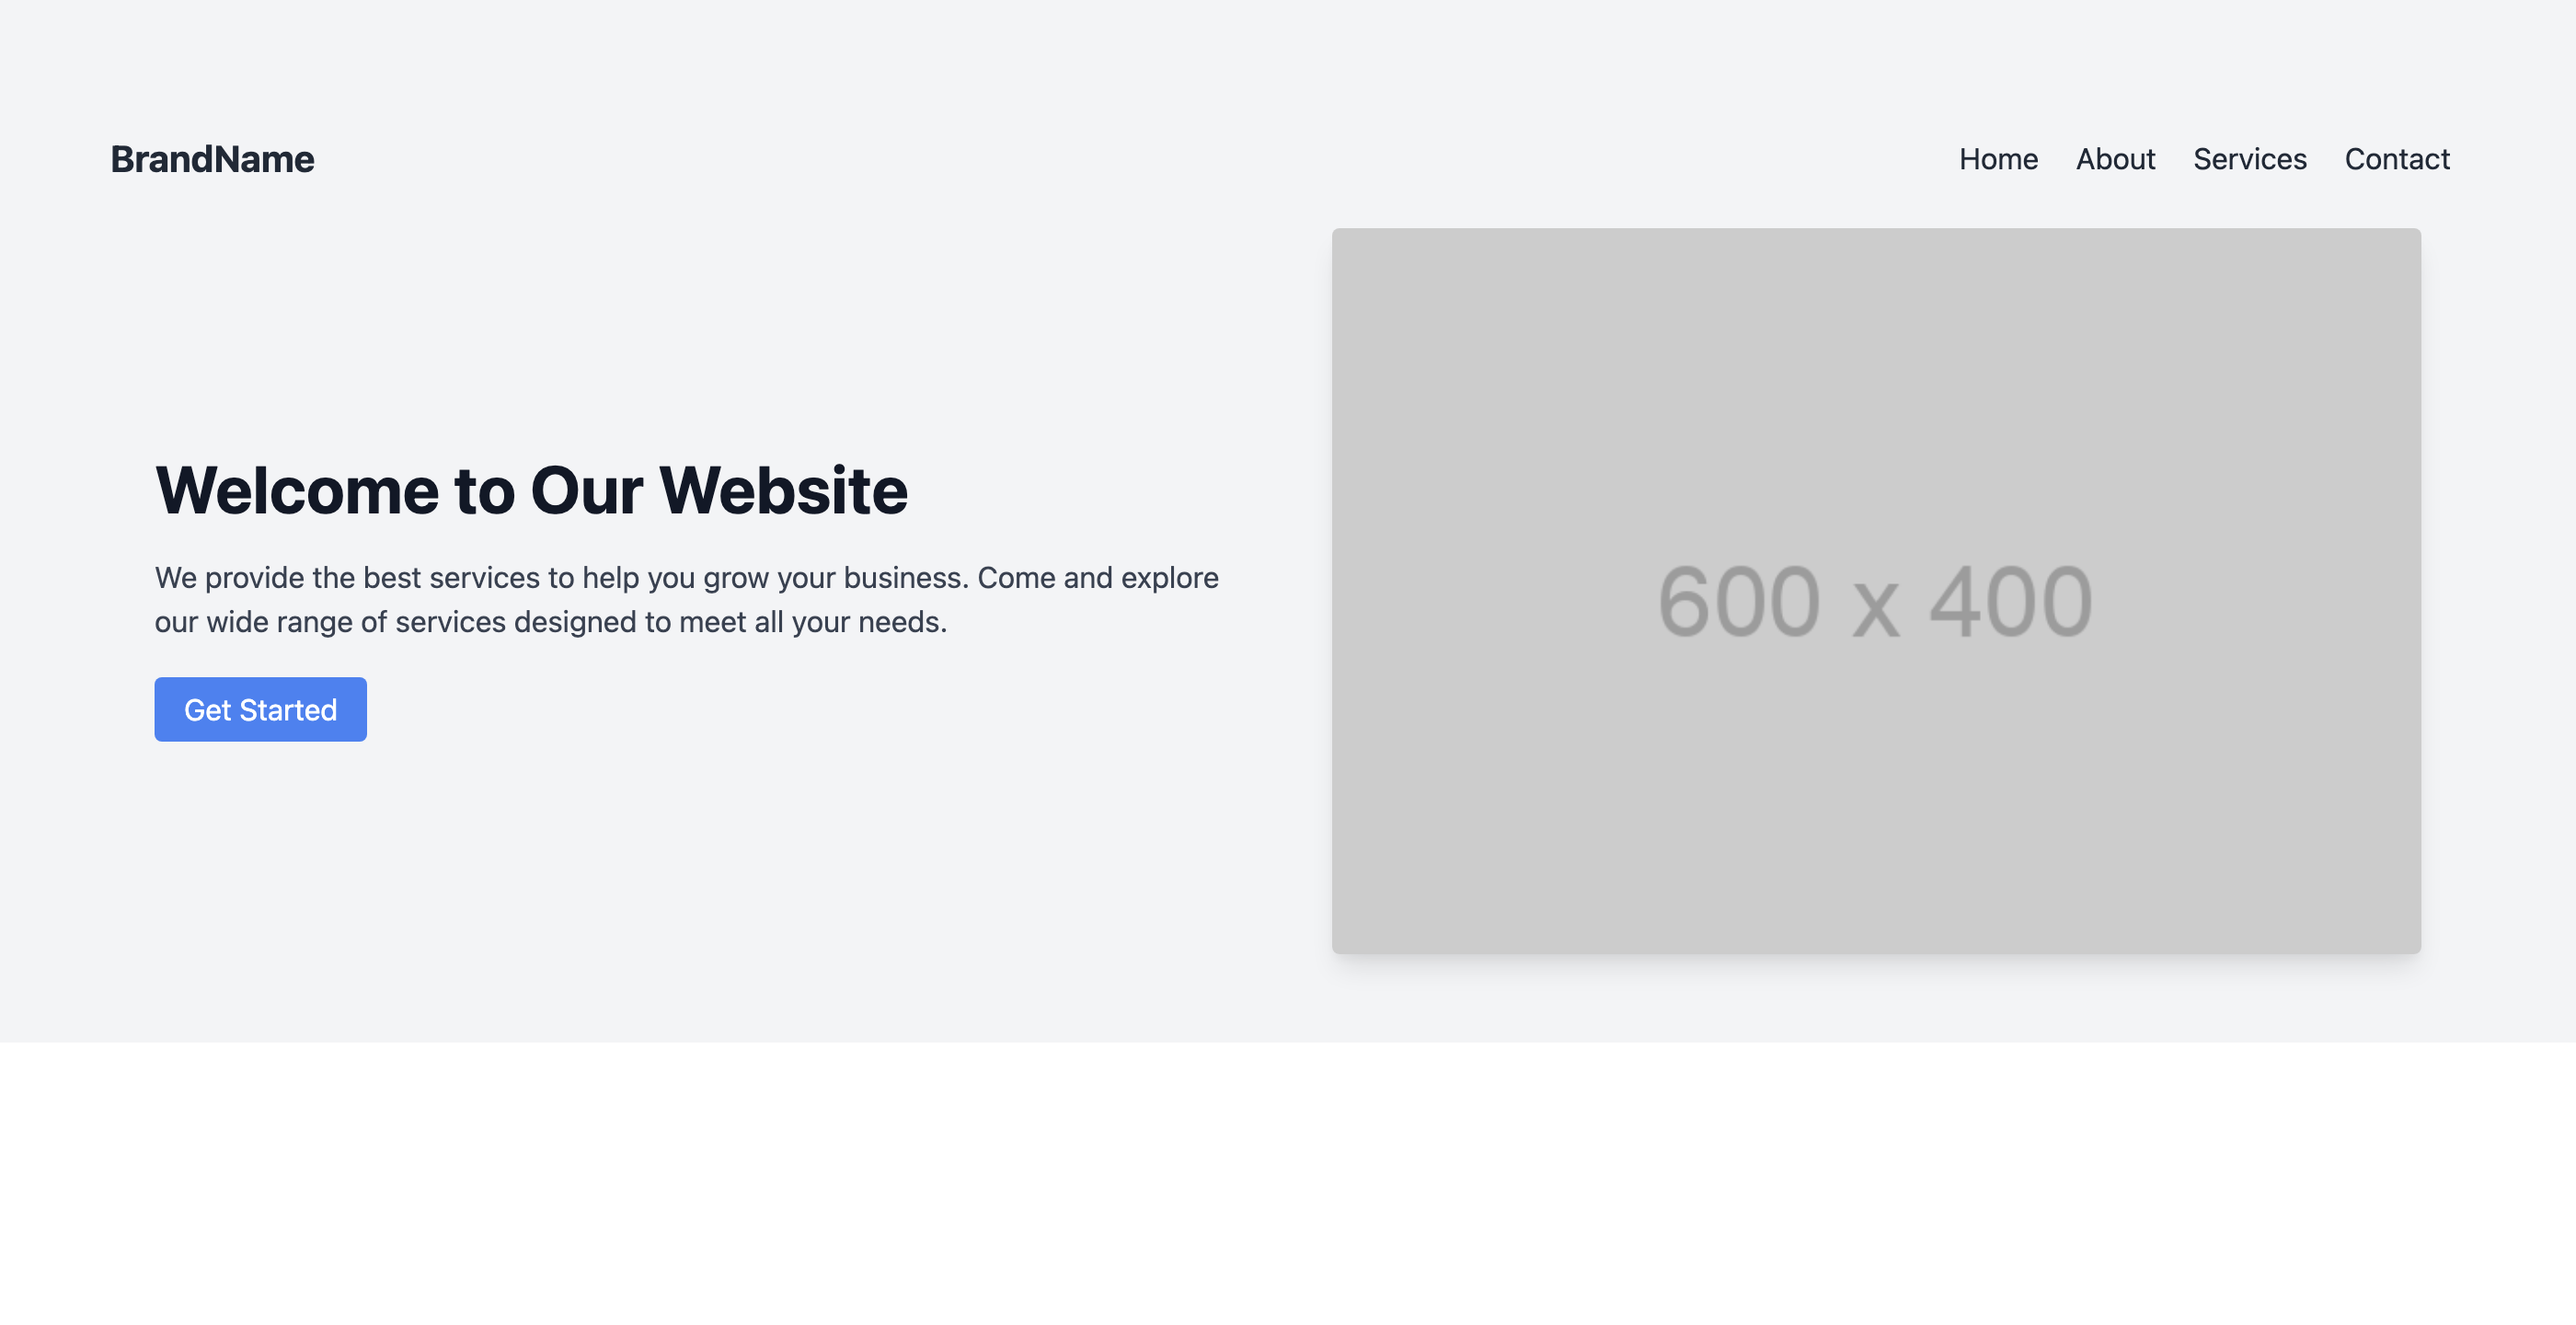 BrandName
Home About Services Contact
Welcome to Our Website
We provide the best services to help you grow your business. Come and explore
our wide range of services designed to meet all your needs.
Get Started
600 x 400